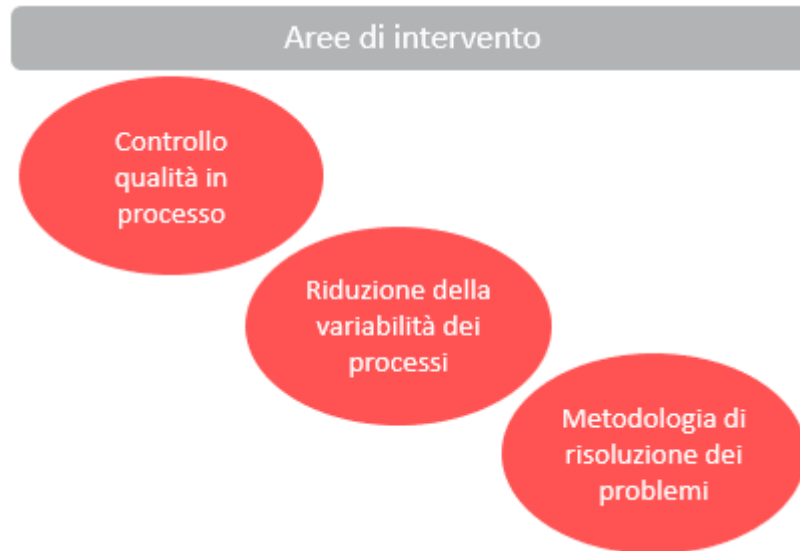 Aree di intervento
Controllo
qualità in
processo
Riduzione della
variabilità dei
processi
Metodologia di
risoluzione dei
problemi